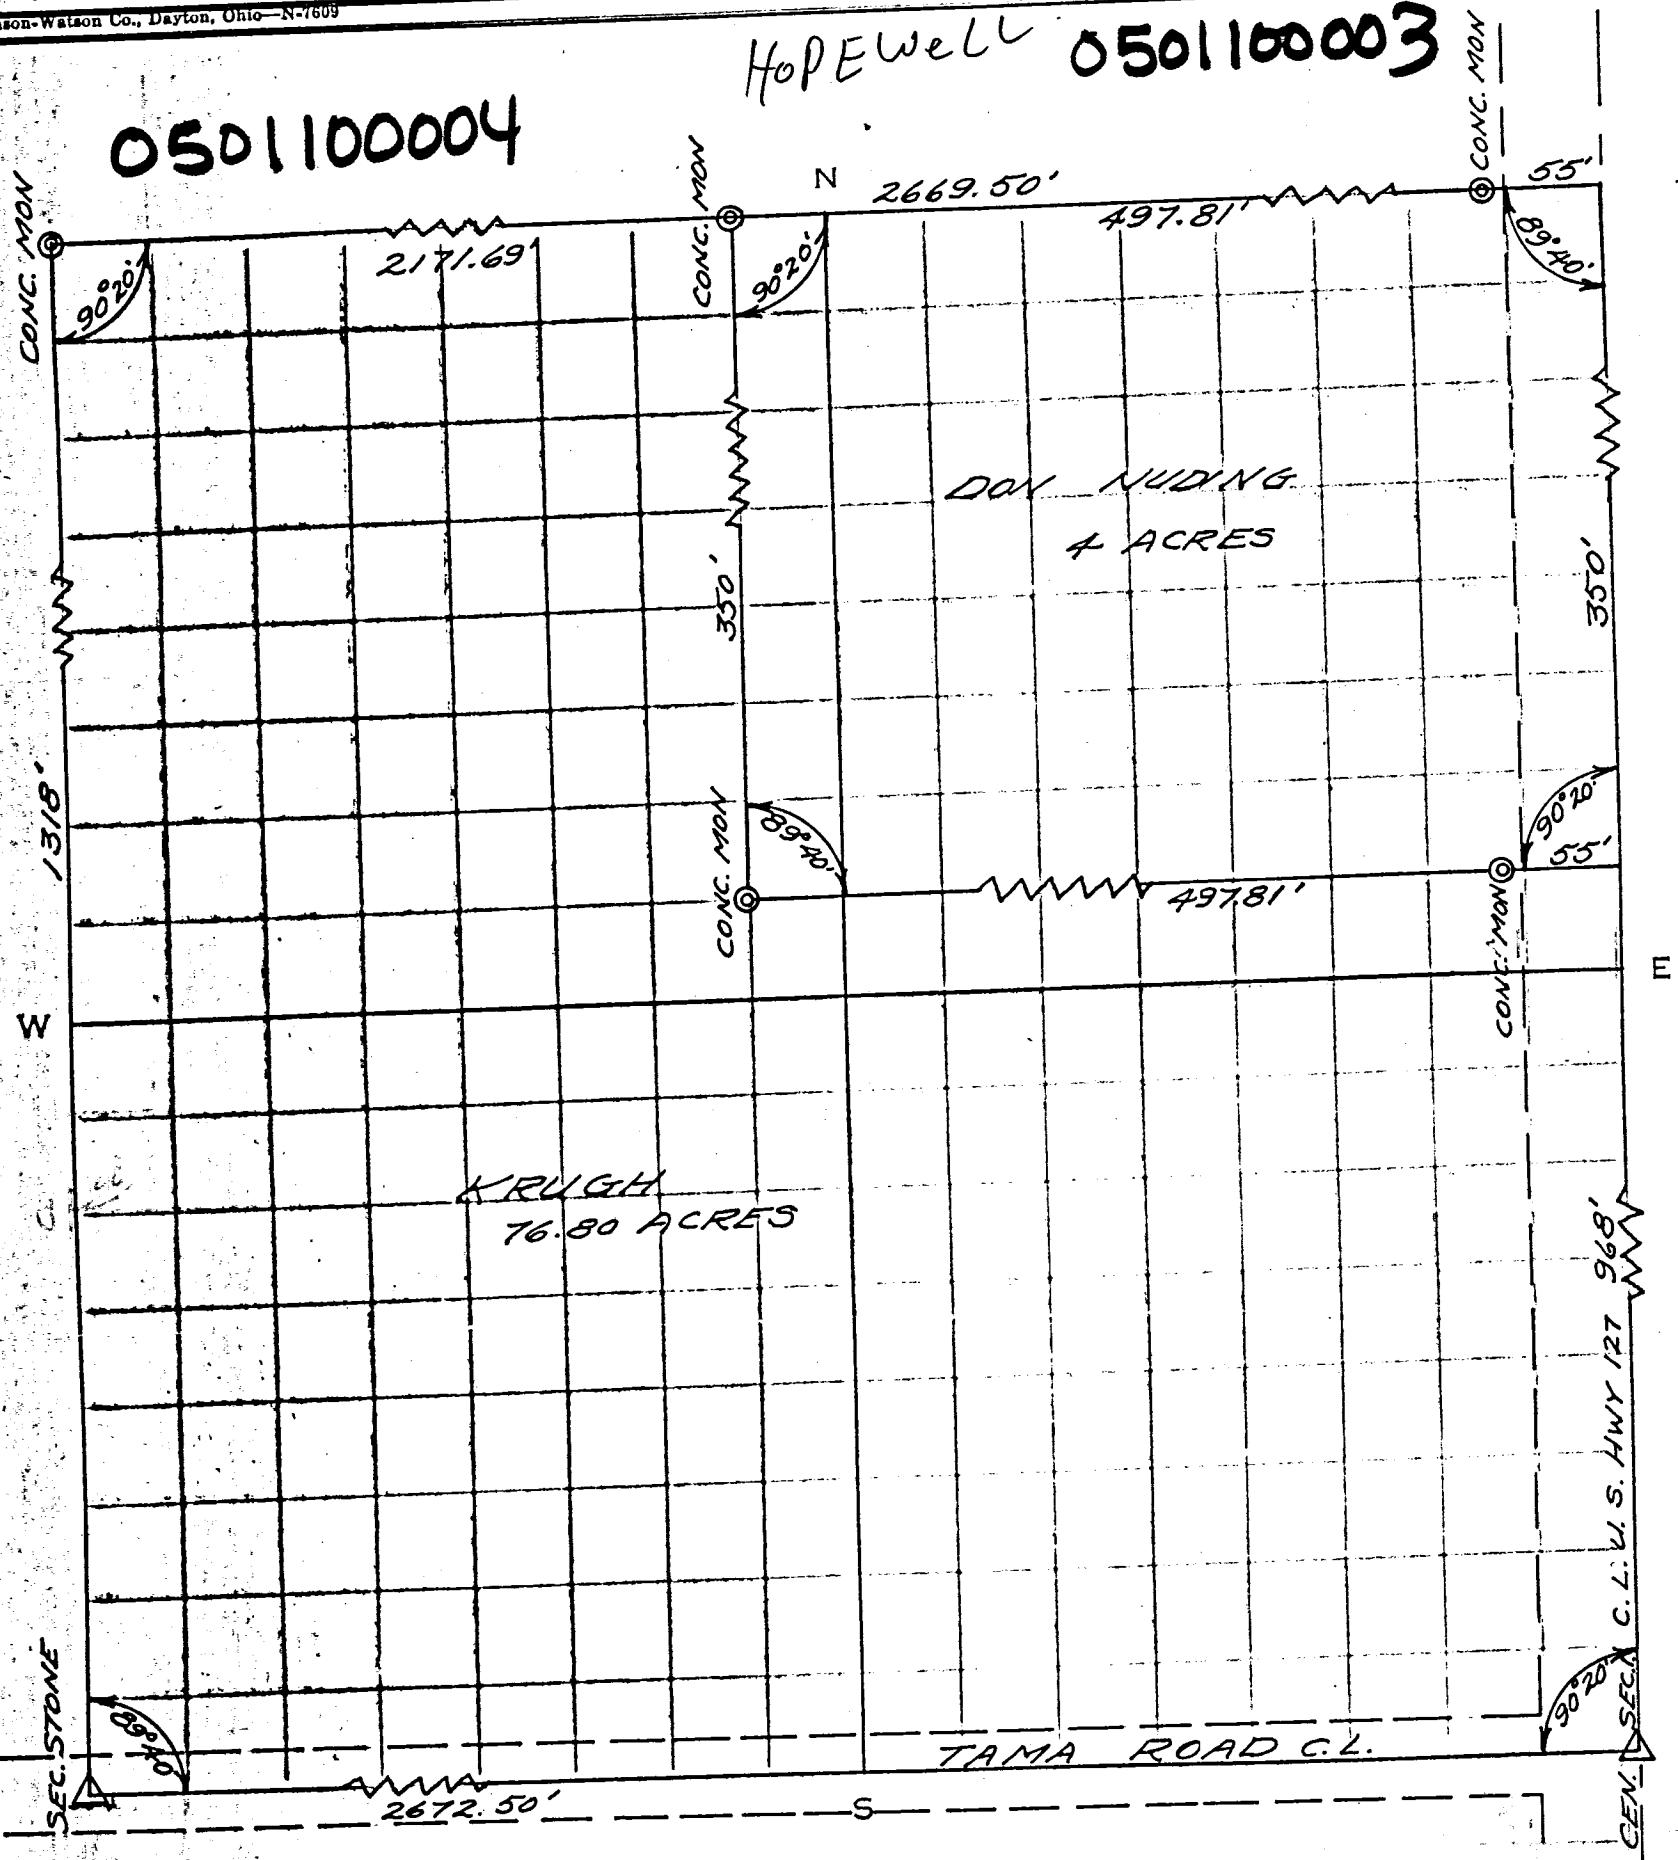 son-Watson Co., Dayton, Ohio—N-7609
HOPEWELL 0501100003
0501100004
CONC. MON
CONC. MON
CONC. MON
N
2669.50'
55'
497.81'
2171.69'
90°20'
90°20'
89°40'
DON NUDING
4 ACRES
350'
350'
1318'
CONC. MON
89°40'
90°20'
55'
497.81'
CONC. MON
W
E
KRUGH
76.80 ACRES
968'
C.L. U.S. HWY 127
SEC. STONE
89°40'
90°20'
TAMA ROAD C.L.
2672.50'
S
CEN. SEC. 1